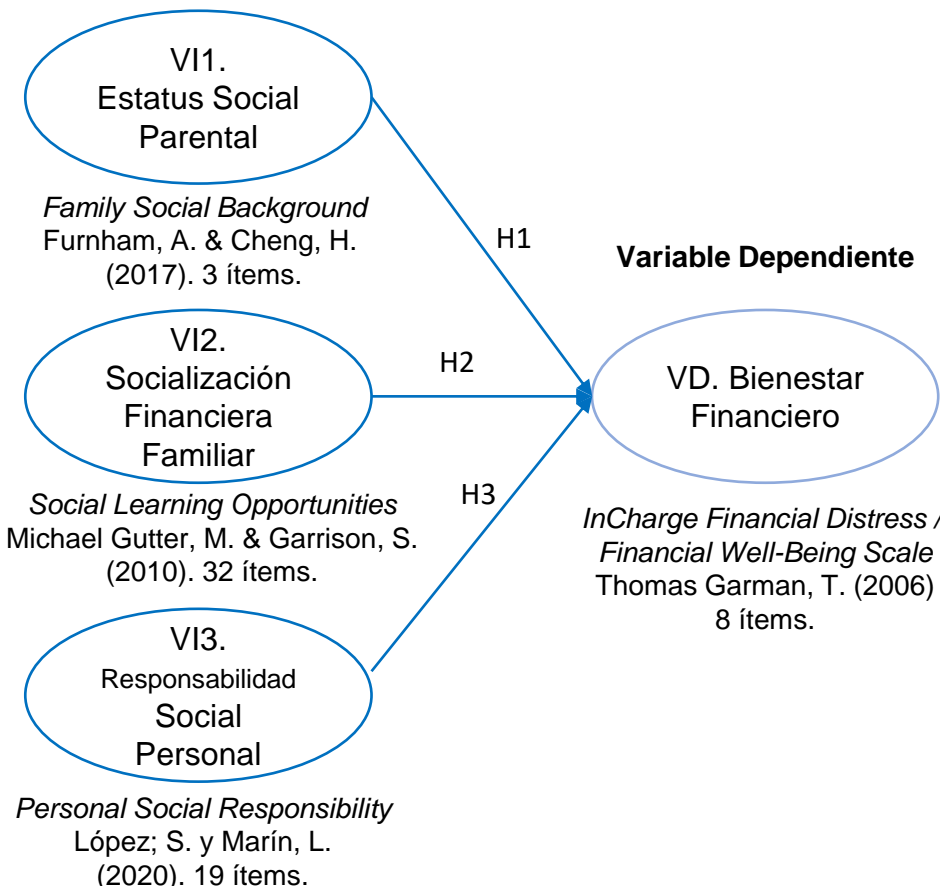 VI1.
Estatus Social
Parental
Family Social Background
Furnham, A. & Cheng, H.
(2017). 3 ítems.
H1
Variable Dependiente
VI2.
Socialización
Financiera
Familiar
H2
VD. Bienestar
Financiero
Social Learning Opportunities
Michael Gutter, M. & Garrison, S.
(2010). 32 ítems.
H3
InCharge Financial Distress /
Financial Well-Being Scale
Thomas Garman, T. (2006)
8 ítems.
VI3.
Responsabilidad
Social
Personal
Personal Social Responsibility
López; S. y Marín, L.
(2020). 19 ítems.